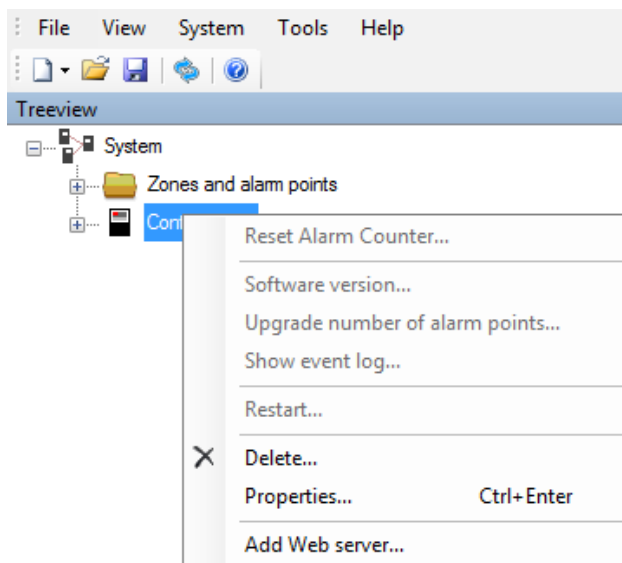 File View System Tools Help
Treeview
System
Zones and alarm points
Reset Alarm Counter...
Software version...
Upgrade number of alarm points...
Show event log...
Restart...
Delete...
Properties... Ctrl+Enter
Add Web server...